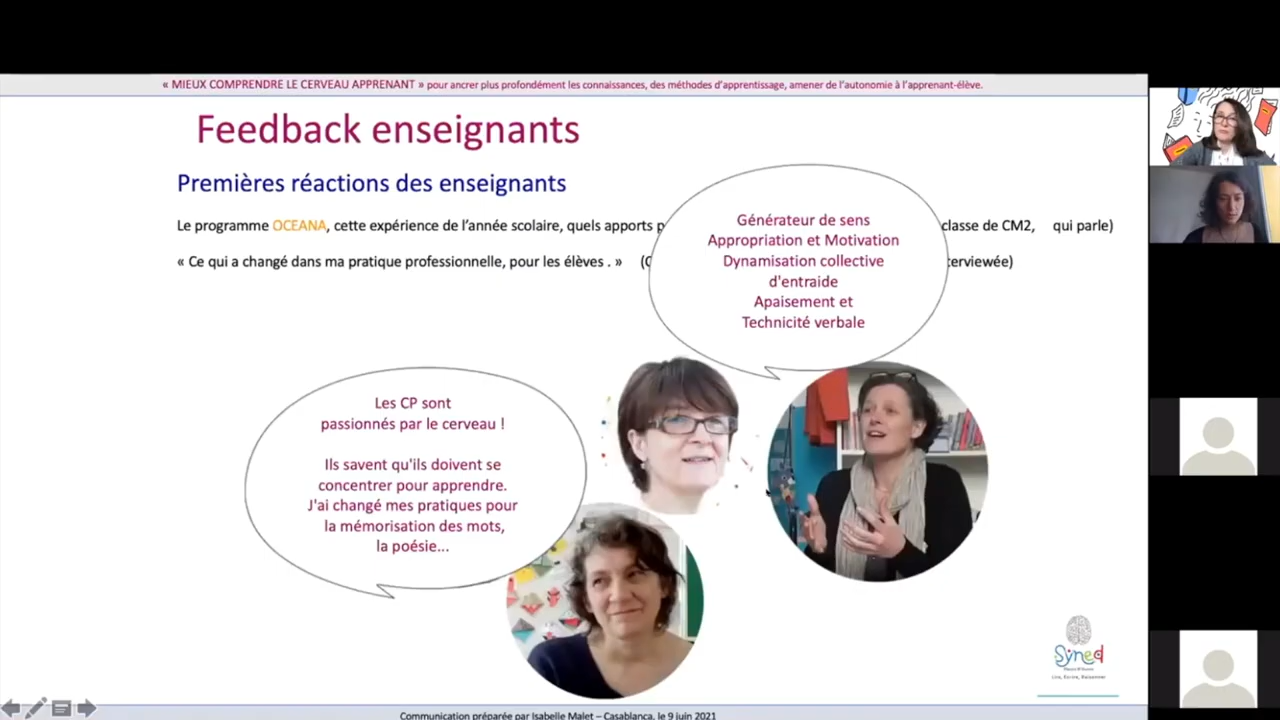 « MIEUX COMPRENDRE LE CERVEAU APPRENANT » pour ancrer plus profondément les connaissances, des méthodes d'apprentissage, amener de l'autonomie à l'apprenant-élève.
Feedback enseignants
Premières réactions des enseignants
Le programme OCEANA, cette expérience de l'année scolaire, quels apports p
classe de CM2, qui parle)
« Ce qui a changé dans ma pratique professionnelle, pour les élèves . » (
erviewée)
Générateur de sens
Appropriation et Motivation
Dynamisation collective
d'entraide
Apaisement et
Technicité verbale
Les CP sont
passionnés par le cerveau !
Ils savent qu'ils doivent se
concentrer pour apprendre.
J'ai changé mes pratiques pour
la mémorisation des mots,
la poésie...
Syned
Lire, Ecrire, Raisonner
Communication préparée par Isabelle Malet – Casablanca, le 9 juin 2021